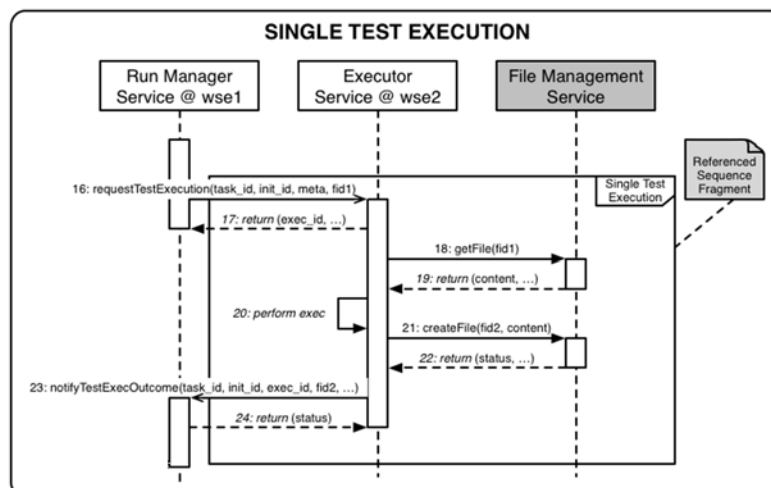 SINGLE TEST EXECUTION
Run Manager
Service @ wse1
Executor
Service @ wse2
File Management
Service
Referenced
Sequence
Fragment
Single Test
Execution
16: requestTestExecution(task_id, init_id, meta, fid1)
17: return (exec_id, ...)
18: getFile(fid1)
19: return (content, ...)
20: perform exec
21: createFile(fid2, content)
22: return (status, ...)
23: notifyTestExecOutcome(task_id, init_id, exec_id, fid2, ...)
24: return (status)